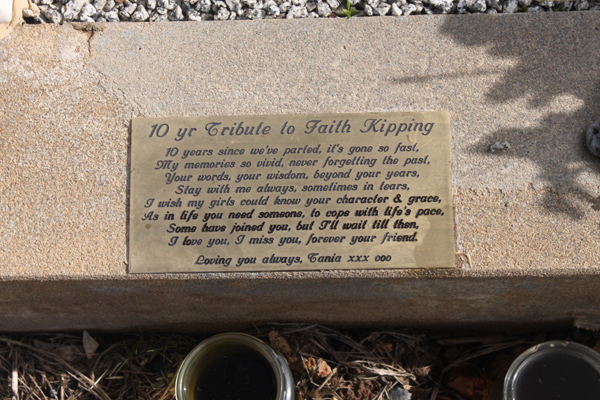 10 yr Tribute to Faith Kipping
10 years since we've parted, it's gone so fast,
My memories so vivid, never forgetting the past,
Your words, your wisdom, beyond your years,
Stay with me always, sometimes in tears,
I wish my girls could know your character & grace,
As in life you need someone, to cope with life's pace,
Some have joined you, but I'll wait till then,
I love you, I miss you, forever your friend.
Loving you always, Tania xxx ooo